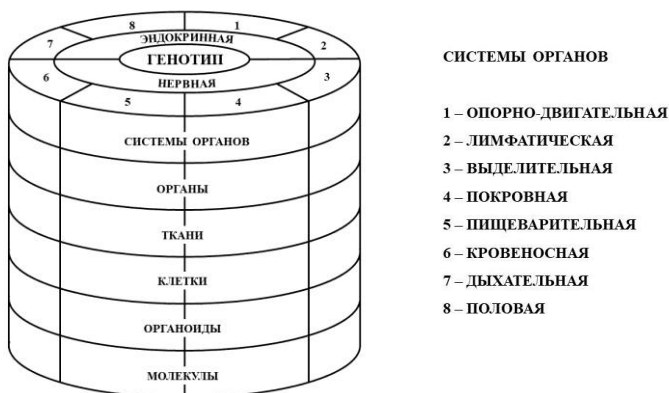 8 1
7 ЭНДОКРИННАЯ 2
ГЕНОТИП
6 НЕРВНАЯ 3
5 4
СИСТЕМЫ ОРГАНОВ
ОРГАНЫ
ТКАНИ
КЛЕТКИ
ОРГАНОИДЫ
МОЛЕКУЛЫ
СИСТЕМЫ ОРГАНОВ
1 – ОПОРНО-ДВИГАТЕЛЬНАЯ
2 – ЛИМФАТИЧЕСКАЯ
3 – ВЫДЕЛИТЕЛЬНАЯ
4 – ПОКРОВНАЯ
5 – ПИЩЕВАРИТЕЛЬНАЯ
6 – КРОВЕНОСНАЯ
7 – ДЫХАТЕЛЬНАЯ
8 – ПОЛОВАЯ